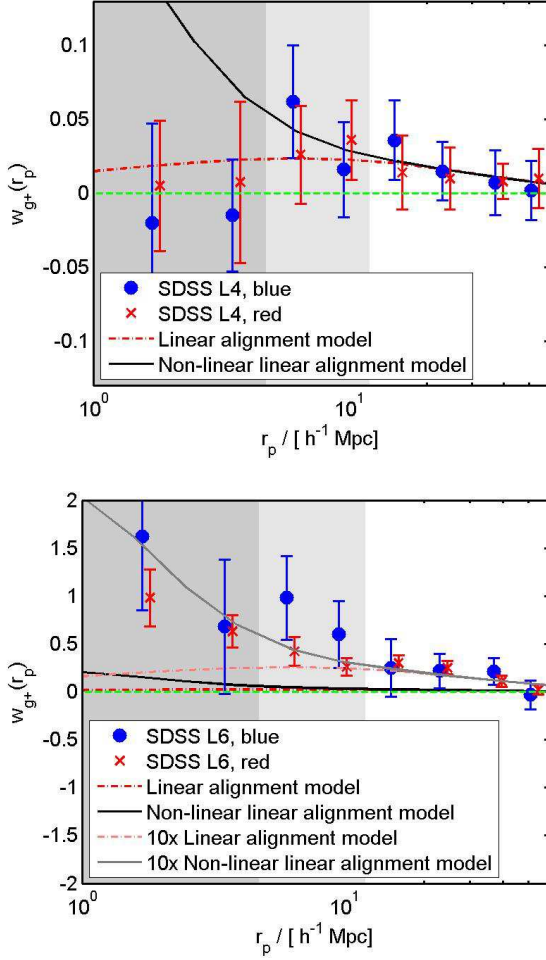 0.1
0.05
0
-0.05
-0.1
w_{g+}(r_p)
SDSS L4, blue
SDSS L4, red
Linear alignment model
Non-linear linear alignment model
10^0
10^1
r_p / [ h^{-1} Mpc]
2
1.5
1
0.5
0
-0.5
-1
-1.5
-2
w_{g+}(r_p)
SDSS L6, blue
SDSS L6, red
Linear alignment model
Non-linear linear alignment model
10x Linear alignment model
10x Non-linear linear alignment model
10^0
10^1
r_p / [ h^{-1} Mpc]